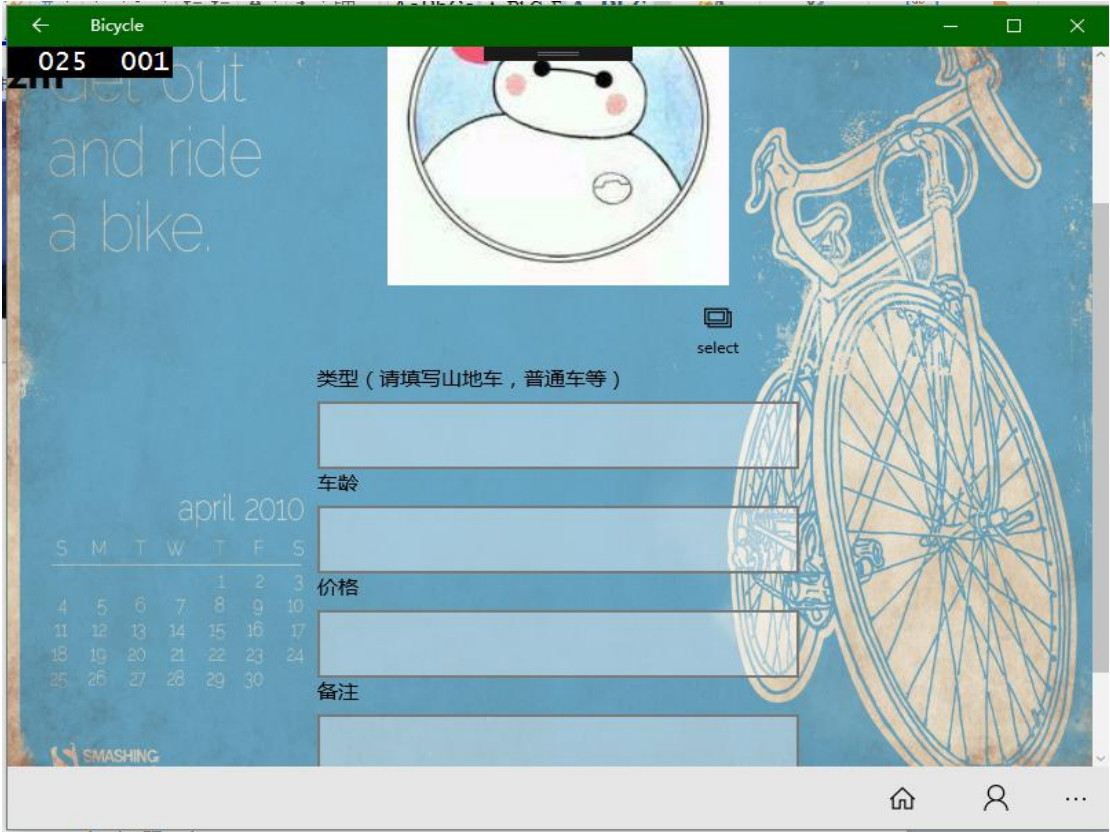 Bicycle
025 001
zm
Get out
and ride
a bike.
select
类型（请填写山地车，普通车等）
车龄
april 2010
S M T W T F S
1 2 3
价格
4 5 6 7 8 9 10
11 12 13 14 15 16 17
18 19 20 21 22 23 24
25 26 27 28 29 30
备注
SMASHING